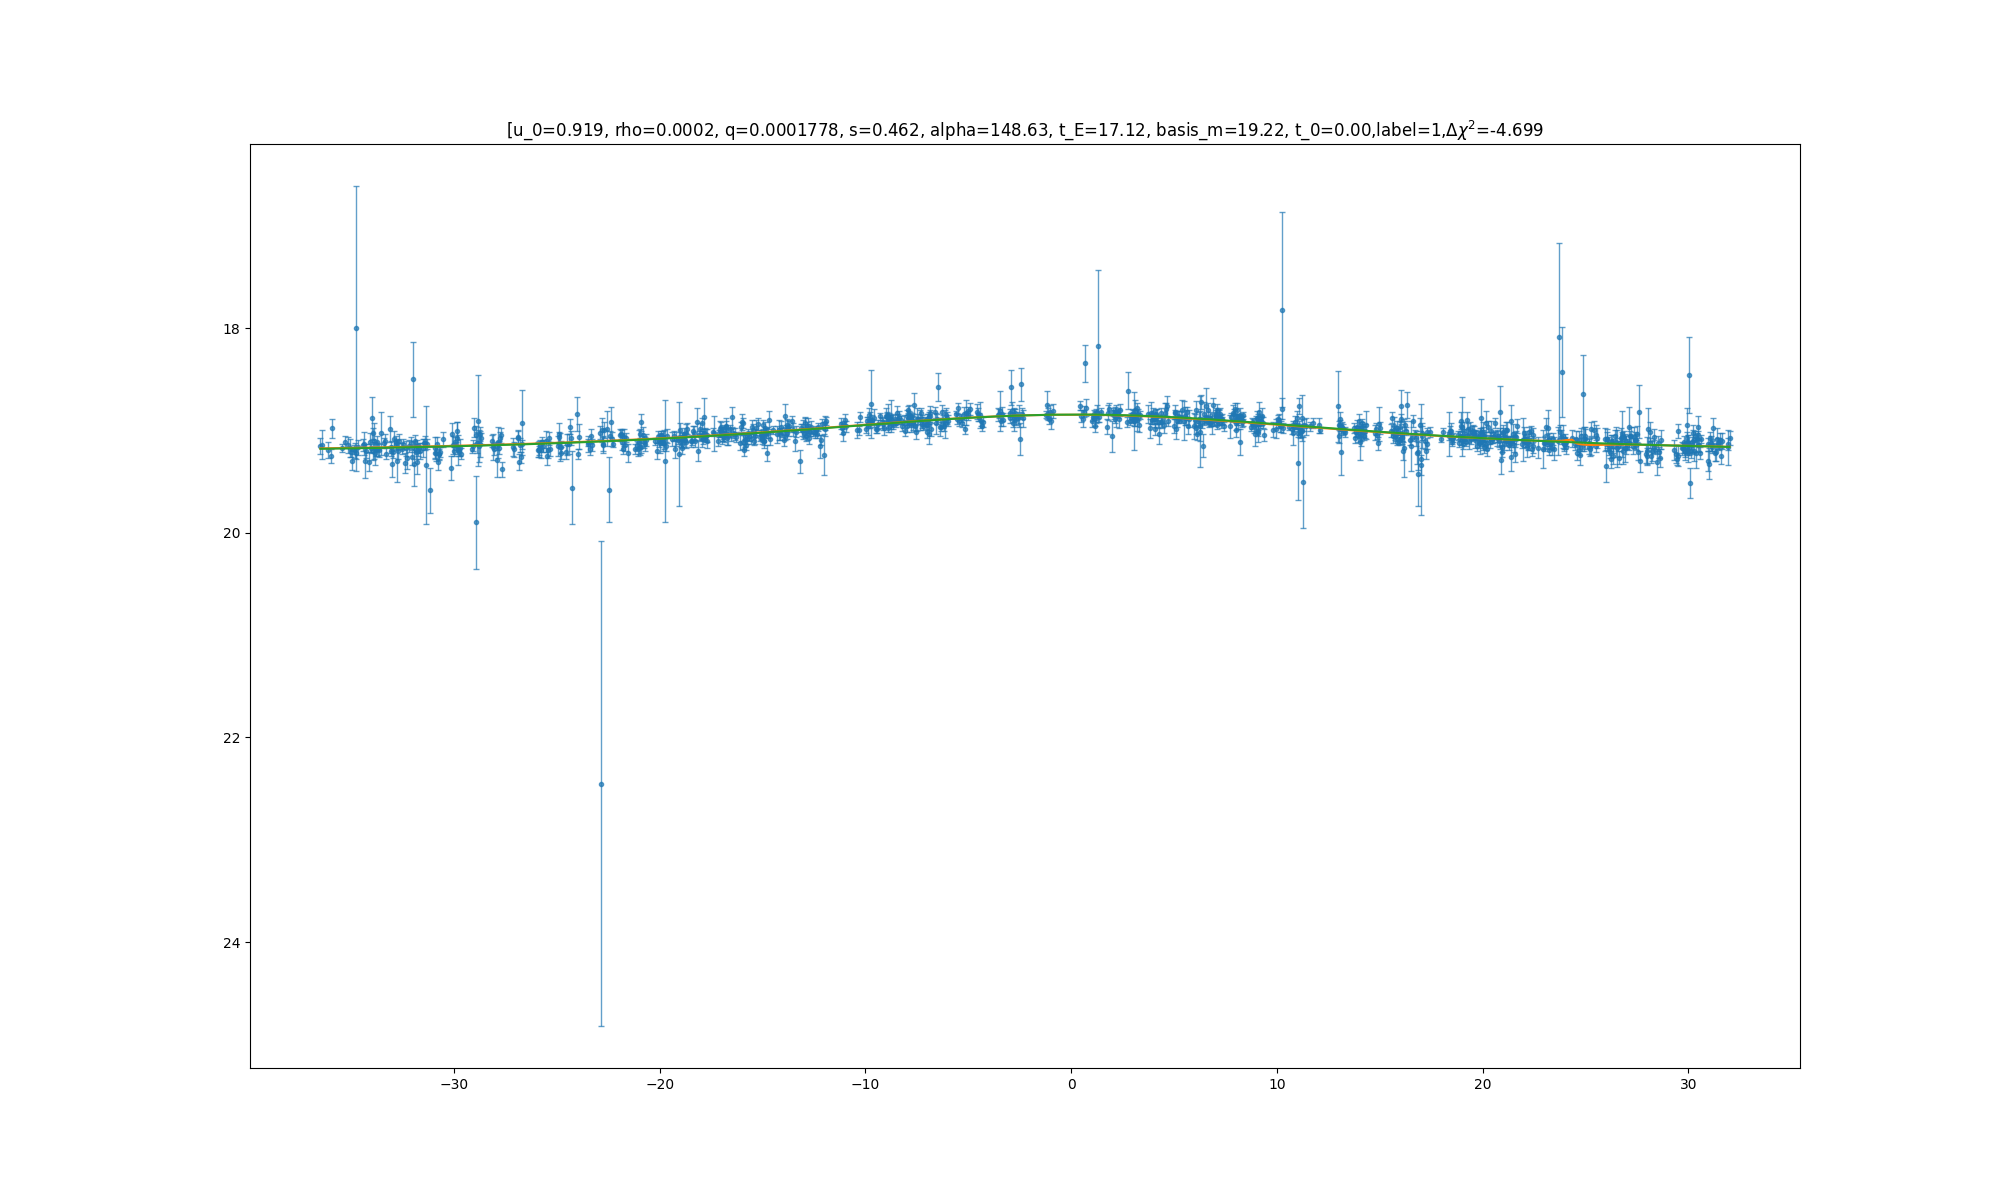 [u_0=0.919, rho=0.0002, q=0.0001778, s=0.462, alpha=148.63, t_E=17.12, basis_m=19.22, t_0=0.00,label=1,Δχ²=-4.699
18
20
22
24
−30 −20 −10 0 10 20 30